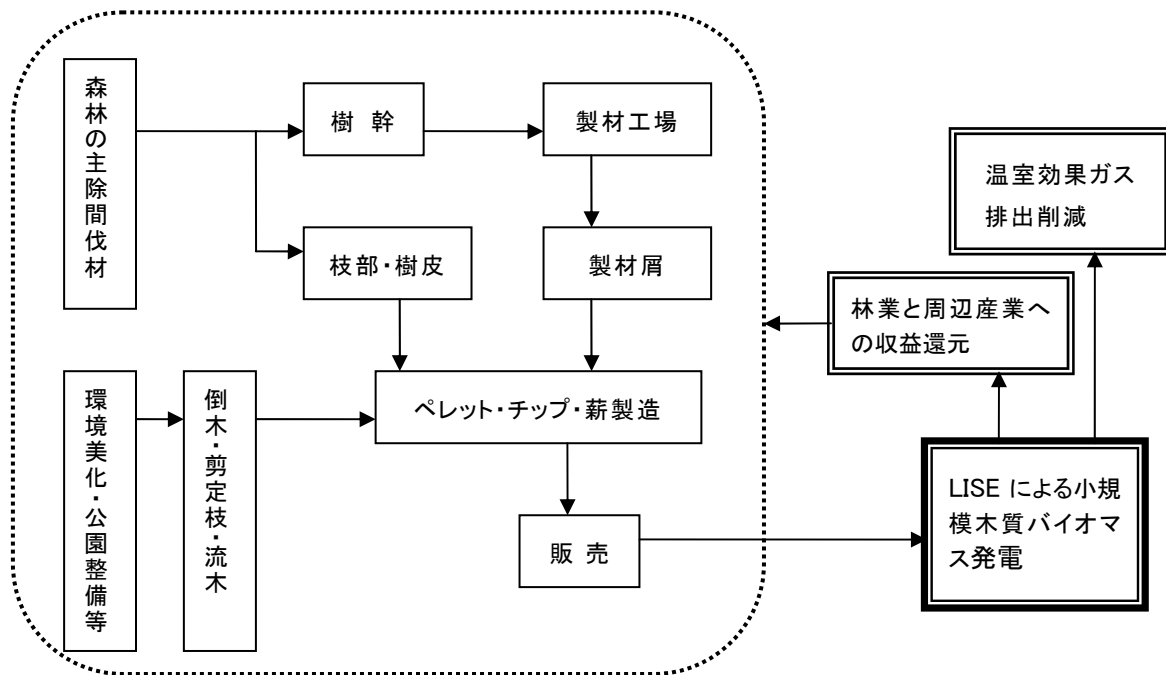 森林の主除間伐材
樹 幹
製材工場
枝部・樹皮
製材屑
環境美化・公園整備等
倒木・剪定枝・流木
ペレット・チップ・薪製造
販 売
温室効果ガス
排出削減
林業と周辺産業へ
の収益還元
LISE による小規
模木質バイオマ
ス発電